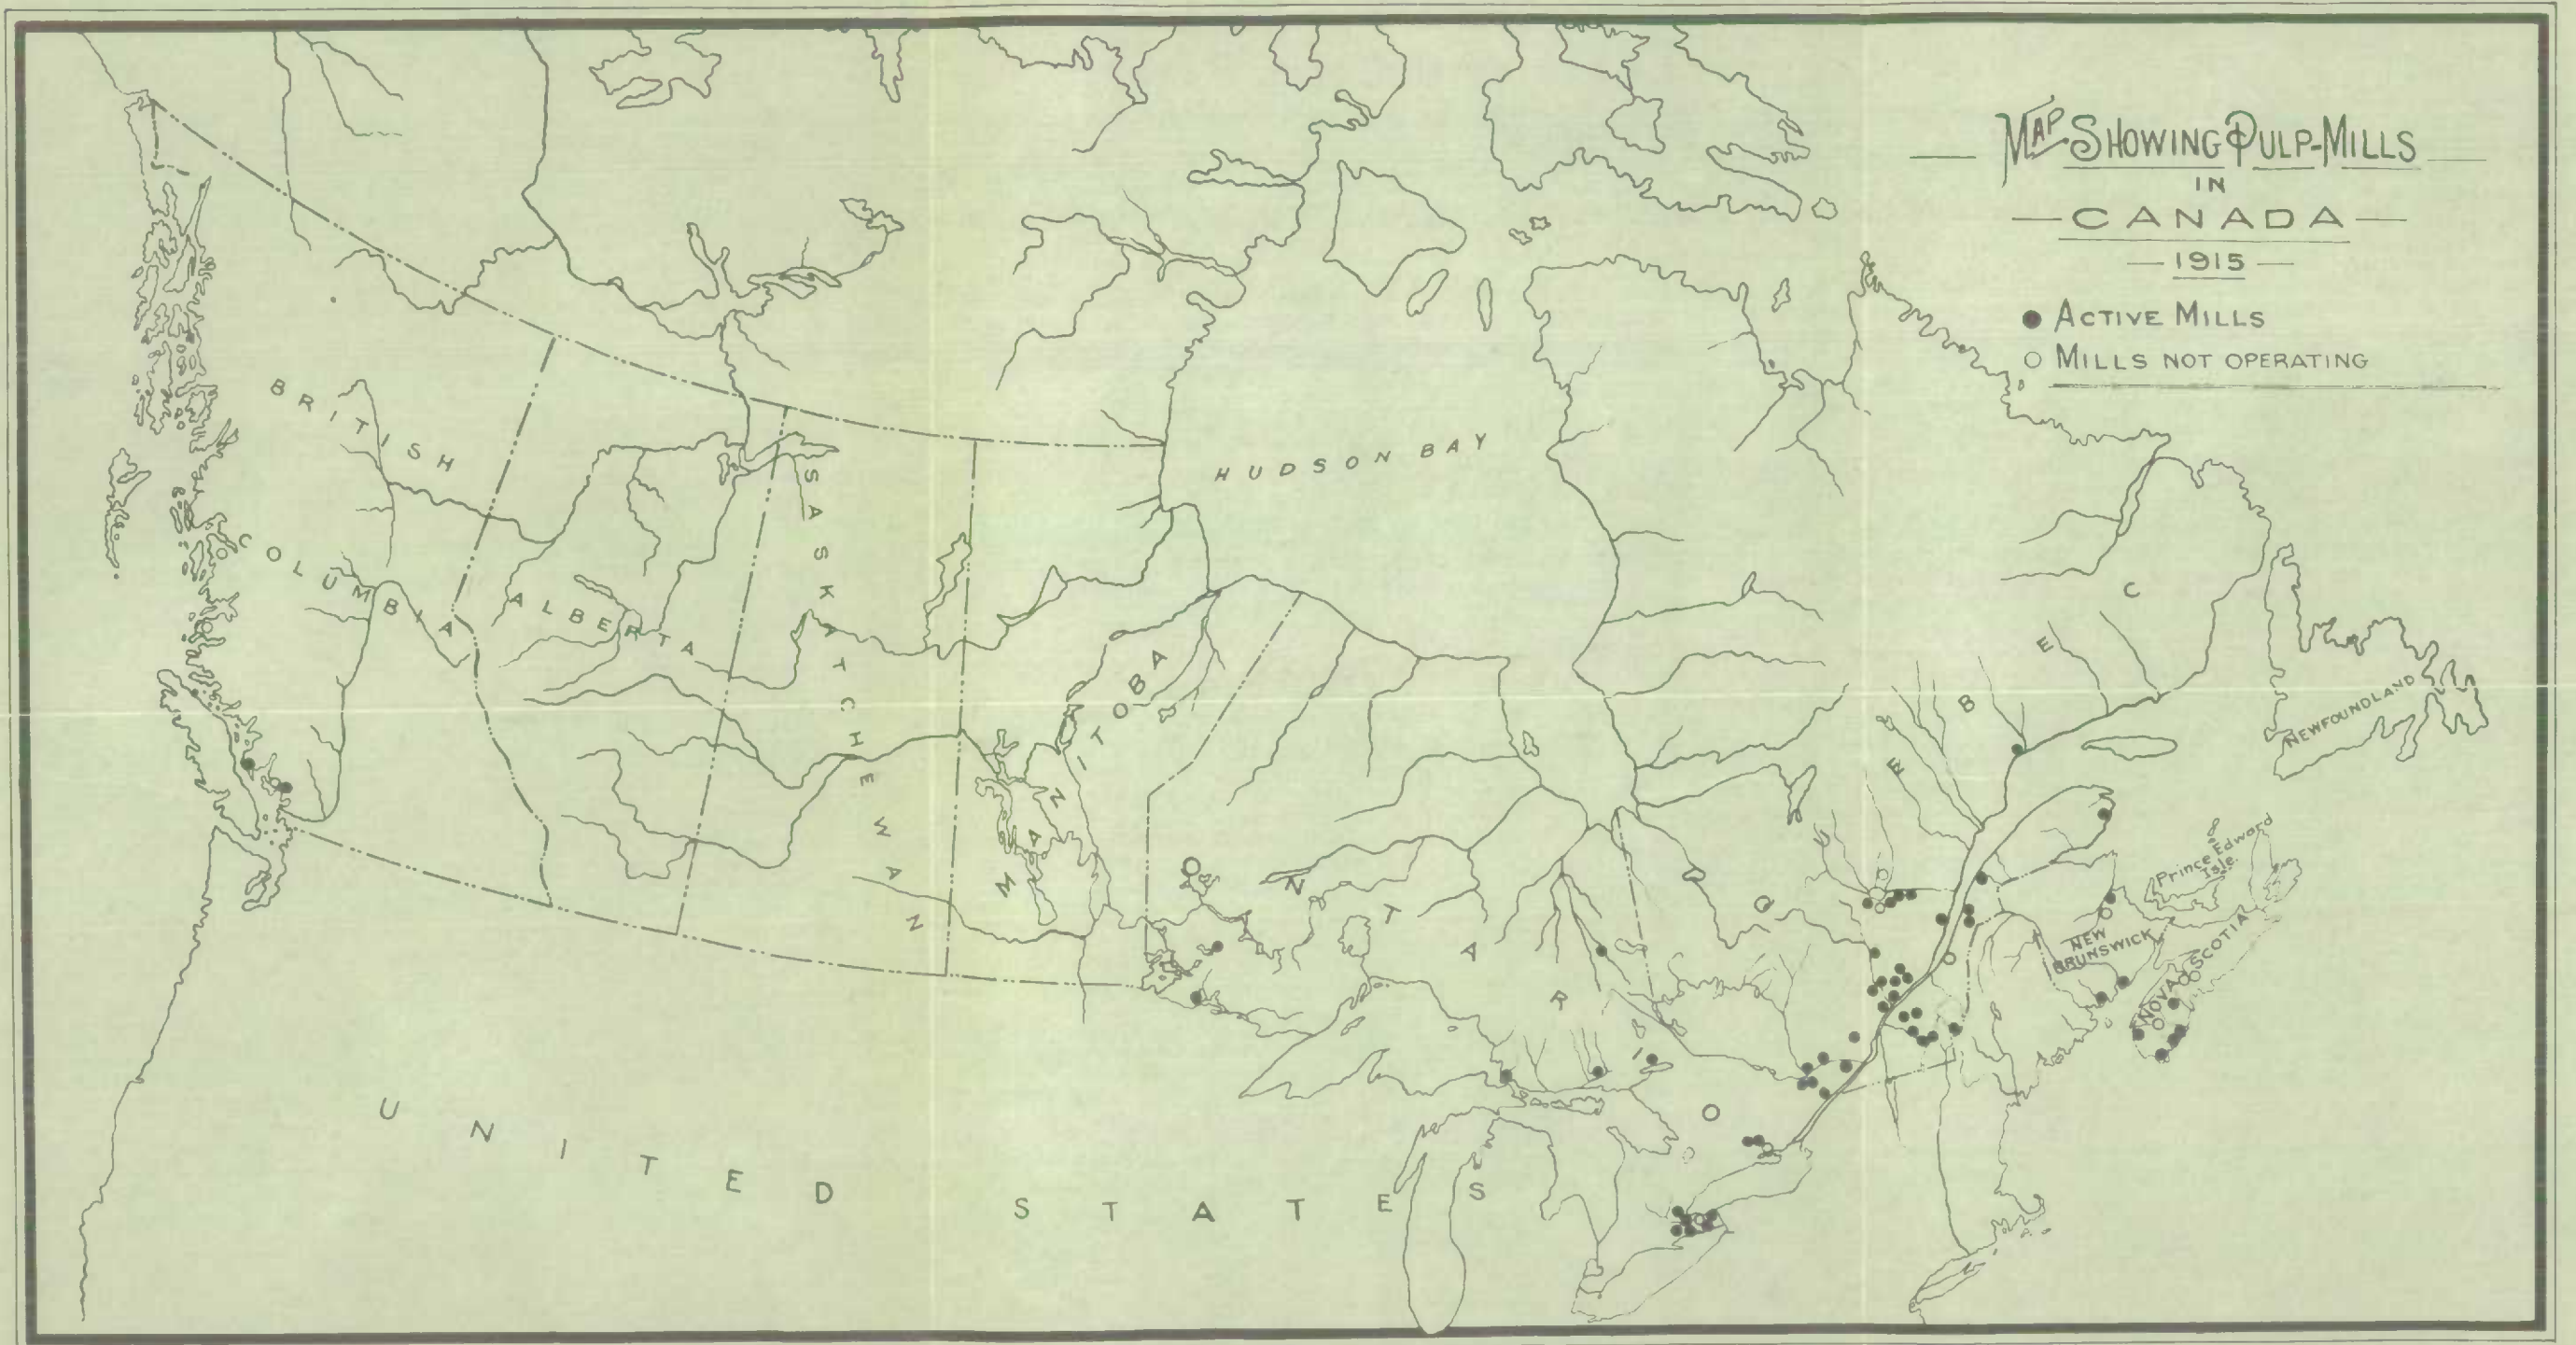 MAP SHOWING PULP-MILLS
IN
CANADA
1915
ACTIVE MILLS
MILLS NOT OPERATING
BRITISH
COLUMBIA
ALBERTA
SASKATCHEWAN
MANITOBA
HUDSON BAY
ONTARIO
QUEBEC
NEWFOUNDLAND
Prince Edward
Isle.
NEW
BRUNSWICK
NOVA SCOTIA
UNITED STATES